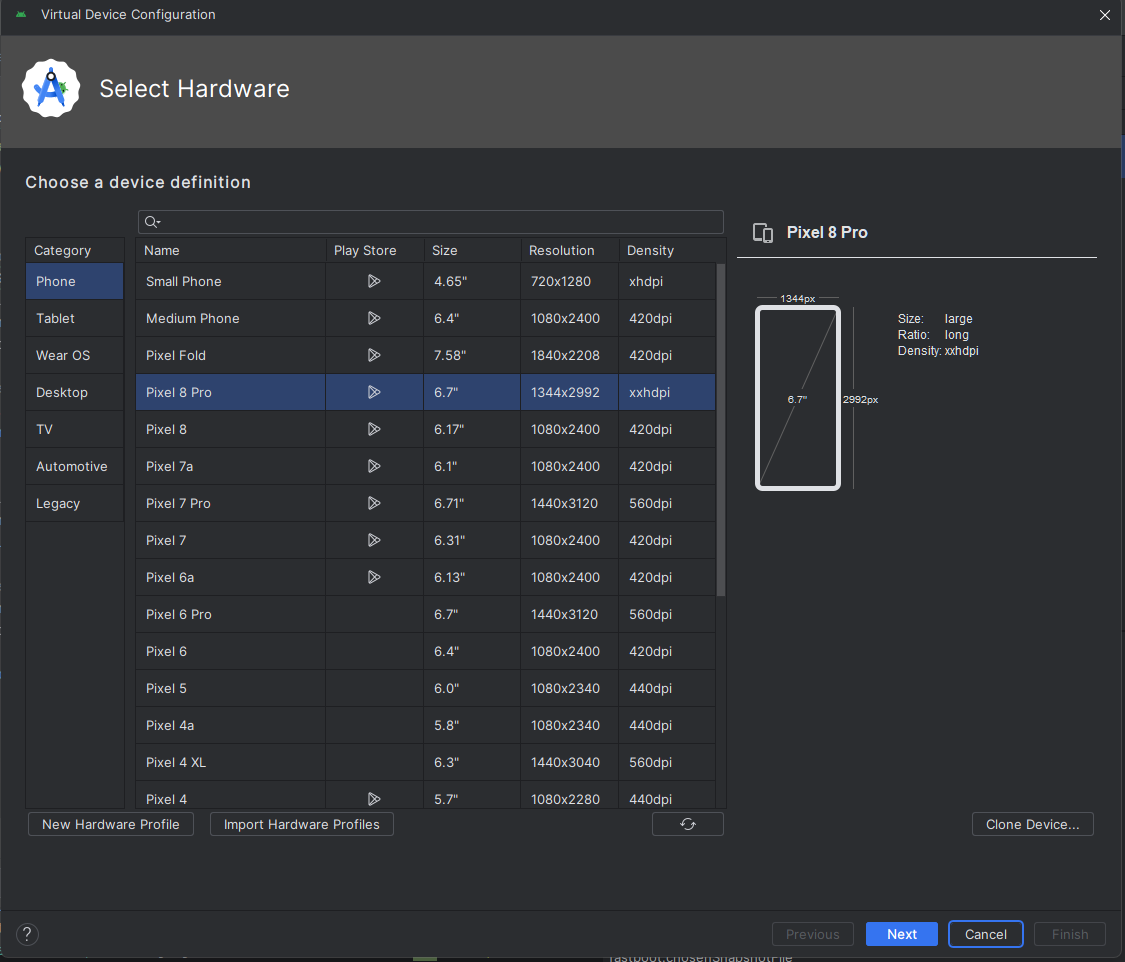 Virtual Device Configuration
Select Hardware
Choose a device definition
Pixel 8 Pro
Category
Phone
Tablet
Wear OS
Desktop
TV
Automotive
Legacy
Name Play Store Size Resolution Density
Small Phone 4.65" 720x1280 xhdpi
Medium Phone 6.4" 1080x2400 420dpi
Pixel Fold 7.58" 1840x2208 420dpi
Pixel 8 Pro 6.7" 1344x2992 xxhdpi
Pixel 8 6.17" 1080x2400 420dpi
Pixel 7a 6.1" 1080x2400 420dpi
Pixel 7 Pro 6.71" 1440x3120 560dpi
Pixel 7 6.31" 1080x2400 420dpi
Pixel 6a 6.13" 1080x2400 420dpi
Pixel 6 Pro 6.7" 1440x3120 560dpi
Pixel 6 6.4" 1080x2400 420dpi
Pixel 5 6.0" 1080x2340 440dpi
Pixel 4a 5.8" 1080x2340 440dpi
Pixel 4 XL 6.3" 1440x3040 560dpi
Pixel 4 5.7" 1080x2280 440dpi
1344px
6.7"
2992px
Size: large
Ratio: long
Density: xxhdpi
New Hardware Profile Import Hardware Profiles Clone Device...
? Previous Next Cancel Finish
fastboot.chosenSnapshotFile